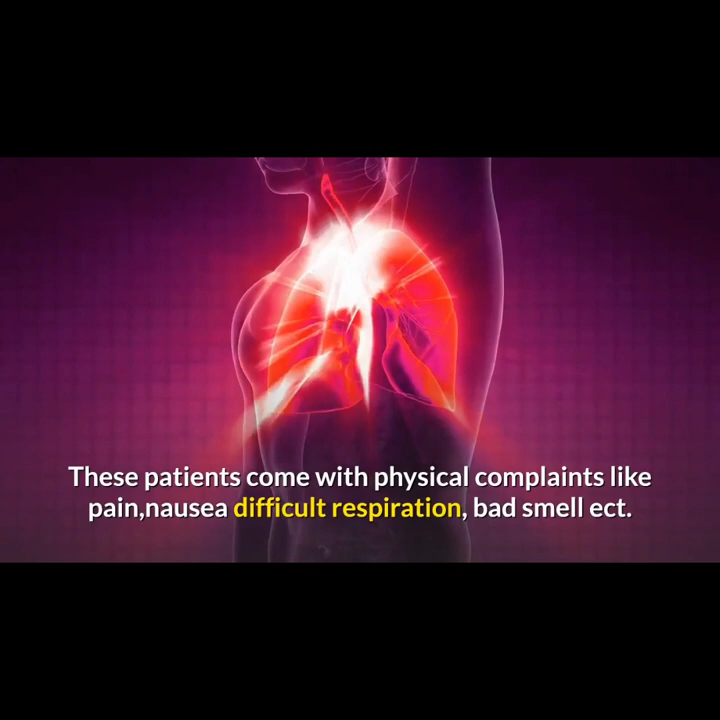 These patients come with physical complaints like
pain,nausea difficult respiration, bad smell ect.